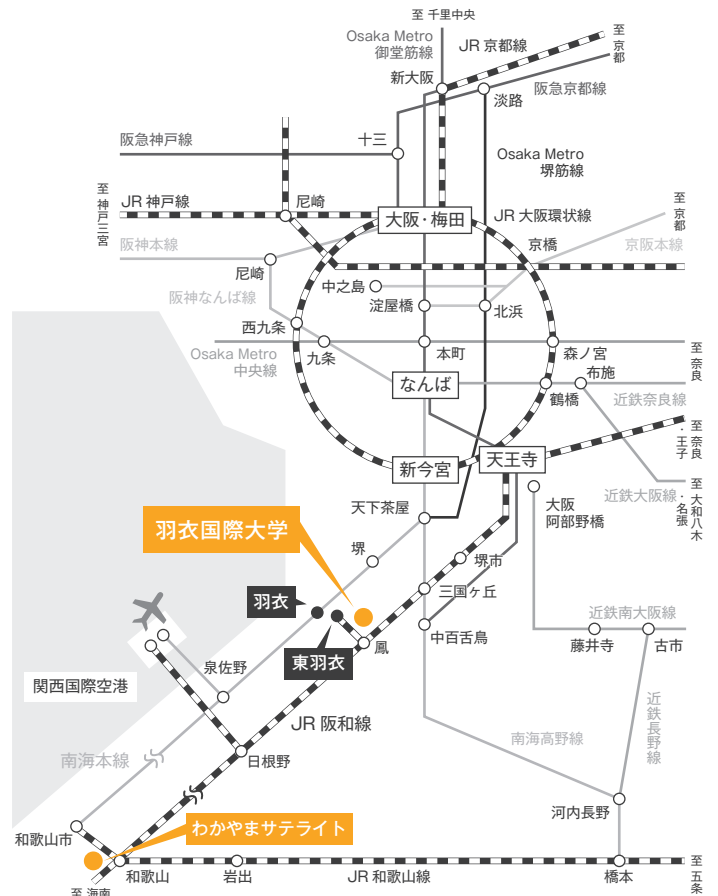 至 千里中央
Osaka Metro
御堂筋線
JR 京都線
至 京都
新大阪
淡路
阪急京都線
阪急神戸線
十三
Osaka Metro
堺筋線
至 神戸三宮
JR 神戸線
尼崎
大阪・梅田
JR 大阪環状線
至 京都
京橋
京阪本線
阪神本線
尼崎
中之島
阪神なんば線
淀屋橋
北浜
西九条
Osaka Metro
中央線
九条
本町
森ノ宮
至 奈良
布施
なんば
鶴橋
近鉄奈良線
至 奈良・王子
新今宮
天王寺
至 大和八木・名張
近鉄大阪線
天下茶屋
大阪
阿部野橋
羽衣国際大学
堺
堺市
羽衣
三国ヶ丘
近鉄南大阪線
東羽衣
鳳
中百舌鳥
藤井寺
古市
泉佐野
関西国際空港
JR 阪和線
近鉄長野線
南海本線
日根野
南海高野線
河内長野
わかやまサテライト
和歌山市
至 海南
和歌山
岩出
JR 和歌山線
橋本
至 五条